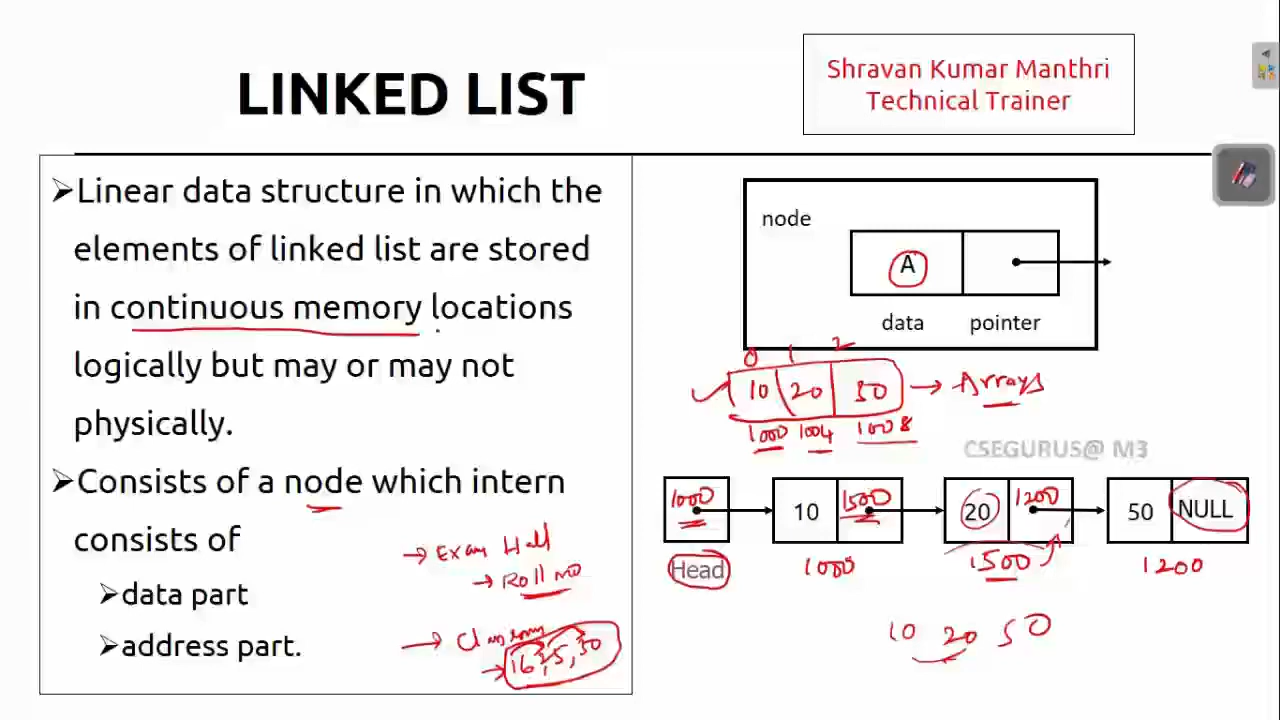 LINKED LIST
Shravan Kumar Manthri
Technical Trainer
➢Linear data structure in which the
elements of linked list are stored
in continuous memory locations
logically but may or may not
physically.
➢Consists of a node which intern
consists of
➢data part
➢address part.
→ Exam Hall
→ Roll no
→
→ 16, 5, 30
node
A
data pointer
0 1 2
10 20 50 → Arrays
1000 1004 1008
CSEGURUS@ M3
1000 10 1500 20 1200 50 NULL
Head 1000 1500 1200
10 20 50